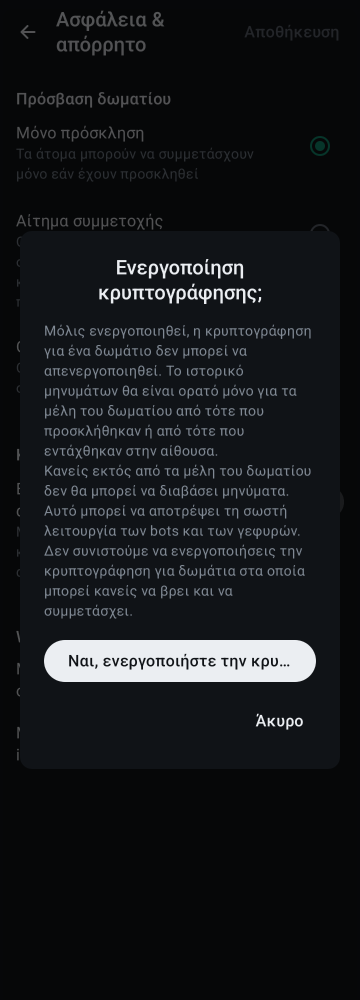 Ασφάλεια &
απόρρητο
Αποθήκευση
Πρόσβαση δωματίου
Μόνο πρόσκληση
Τα άτομα μπορούν να συμμετάσχουν
μόνο εάν έχουν προσκληθεί
Αίτημα συμμετοχής
Ενεργοποίηση
κρυπτογράφησης;
Μόλις ενεργοποιηθεί, η κρυπτογράφηση
για ένα δωμάτιο δεν μπορεί να
απενεργοποιηθεί. Το ιστορικό
μηνυμάτων θα είναι ορατό μόνο για τα
μέλη του δωματίου από τότε που
προσκλήθηκαν ή από τότε που
εντάχθηκαν στην αίθουσα.
Κανείς εκτός από τα μέλη του δωματίου
δεν θα μπορεί να διαβάσει μηνύματα.
Αυτό μπορεί να αποτρέψει τη σωστή
λειτουργία των bots και των γεφυρών.
Δεν συνιστούμε να ενεργοποιήσεις την
κρυπτογράφηση για δωμάτια στα οποία
μπορεί κανείς να βρει και να
συμμετάσχει.
Ναι, ενεργοποιήστε την κρυ…
Άκυρο